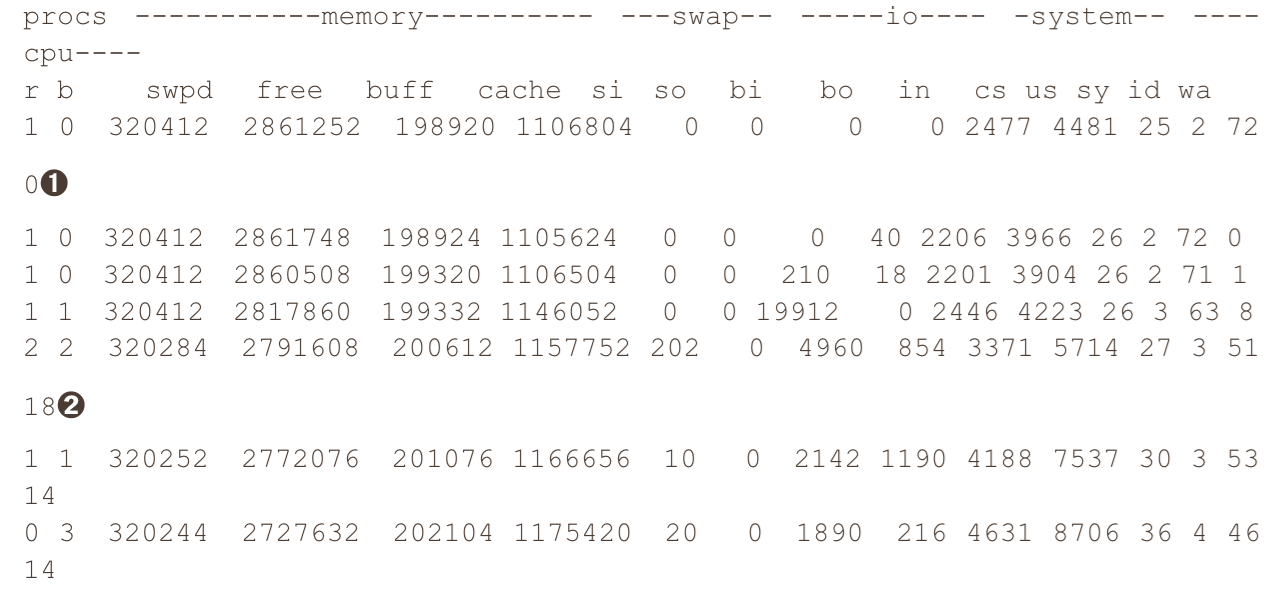 procs -----------memory---------- ---swap-- -----io---- -system-- ----
cpu----
r b swpd free buff cache si so bi bo in cs us sy id wa
1 0 320412 2861252 198920 1106804 0 0 0 0 2477 4481 25 2 72
0❶
1 0 320412 2861748 198924 1105624 0 0 0 40 2206 3966 26 2 72 0
1 0 320412 2860508 199320 1106504 0 0 210 18 2201 3904 26 2 71 1
1 1 320412 2817860 199332 1146052 0 0 19912 0 2446 4223 26 3 63 8
2 2 320284 2791608 200612 1157752 202 0 4960 854 3371 5714 27 3 51
18❷
1 1 320252 2772076 201076 1166656 10 0 2142 1190 4188 7537 30 3 53
14
0 3 320244 2727632 202104 1175420 20 0 1890 216 4631 8706 36 4 46
14